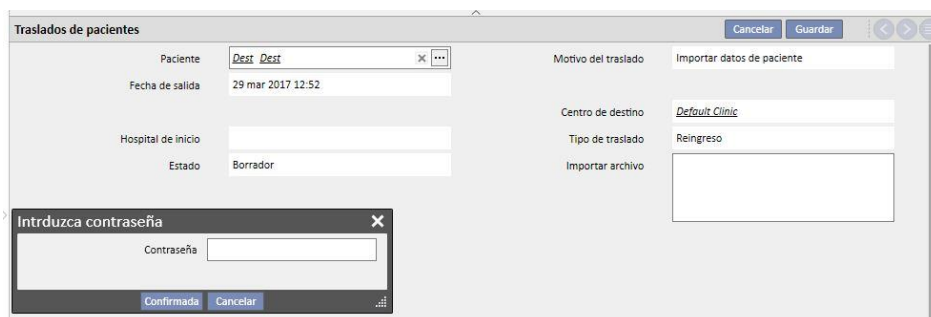 Traslados de pacientes
Cancelar Guardar
Paciente Dest Dest
Motivo del traslado Importar datos de paciente
Fecha de salida 29 mar 2017 12:52
Centro de destino Default Clinic
Hospital de inicio
Tipo de traslado Reingreso
Estado Borrador
Importar archivo
Intrduzca contraseña
Contraseña
Confirmada Cancelar